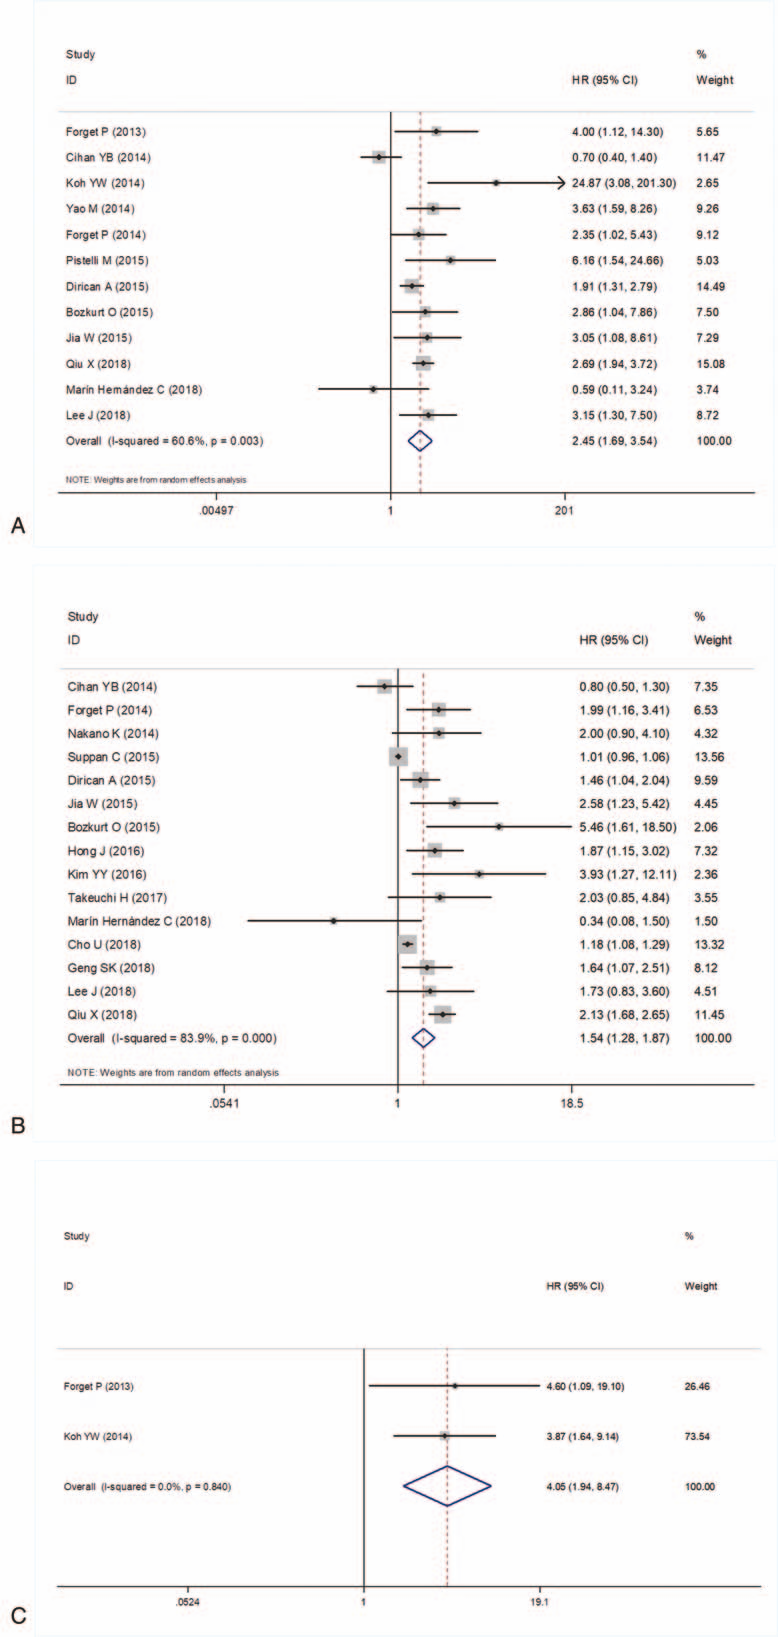 Study %
ID HR (95% CI) Weight
Forget P (2013) 4.00 (1.12, 14.30) 5.65
Cihan YB (2014) 0.70 (0.40, 1.40) 11.47
Koh YW (2014) 24.87 (3.08, 201.30) 2.65
Yao M (2014) 3.63 (1.59, 8.26) 9.26
Forget P (2014) 2.35 (1.02, 5.43) 9.12
Pistelli M (2015) 6.16 (1.54, 24.66) 5.03
Dirican A (2015) 1.91 (1.31, 2.79) 14.49
Bozkurt O (2015) 2.86 (1.04, 7.86) 7.50
Jia W (2015) 3.05 (1.08, 8.61) 7.29
Qiu X (2018) 2.69 (1.94, 3.72) 15.08
Marín Hernández C (2018) 0.59 (0.11, 3.24) 3.74
Lee J (2018) 3.15 (1.30, 7.50) 8.72
Overall (I-squared = 60.6%, p = 0.003) 2.45 (1.69, 3.54) 100.00
NOTE: Weights are from random effects analysis
.00497 1 201
A
Study %
ID HR (95% CI) Weight
Cihan YB (2014) 0.80 (0.50, 1.30) 7.35
Forget P (2014) 1.99 (1.16, 3.41) 6.53
Nakano K (2014) 2.00 (0.90, 4.10) 4.32
Suppan C (2015) 1.01 (0.96, 1.06) 13.56
Dirican A (2015) 1.46 (1.04, 2.04) 9.59
Jia W (2015) 2.58 (1.23, 5.42) 4.45
Bozkurt O (2015) 5.46 (1.61, 18.50) 2.06
Hong J (2016) 1.87 (1.15, 3.02) 7.32
Kim YY (2016) 3.93 (1.27, 12.11) 2.36
Takeuchi H (2017) 2.03 (0.85, 4.84) 3.55
Marín Hernández C (2018) 0.34 (0.08, 1.50) 1.50
Cho U (2018) 1.18 (1.08, 1.29) 13.32
Geng SK (2018) 1.64 (1.07, 2.51) 8.12
Lee J (2018) 1.73 (0.83, 3.60) 4.51
Qiu X (2018) 2.13 (1.68, 2.65) 11.45
Overall (I-squared = 83.9%, p = 0.000) 1.54 (1.28, 1.87) 100.00
NOTE: Weights are from random effects analysis
.0541 1 18.5
B
Study %
ID HR (95% CI) Weight
Forget P (2013) 4.60 (1.09, 19.10) 26.46
Koh YW (2014) 3.87 (1.64, 9.14) 73.54
Overall (I-squared = 0.0%, p = 0.840) 4.05 (1.94, 8.47) 100.00
.0524 1 19.1
C